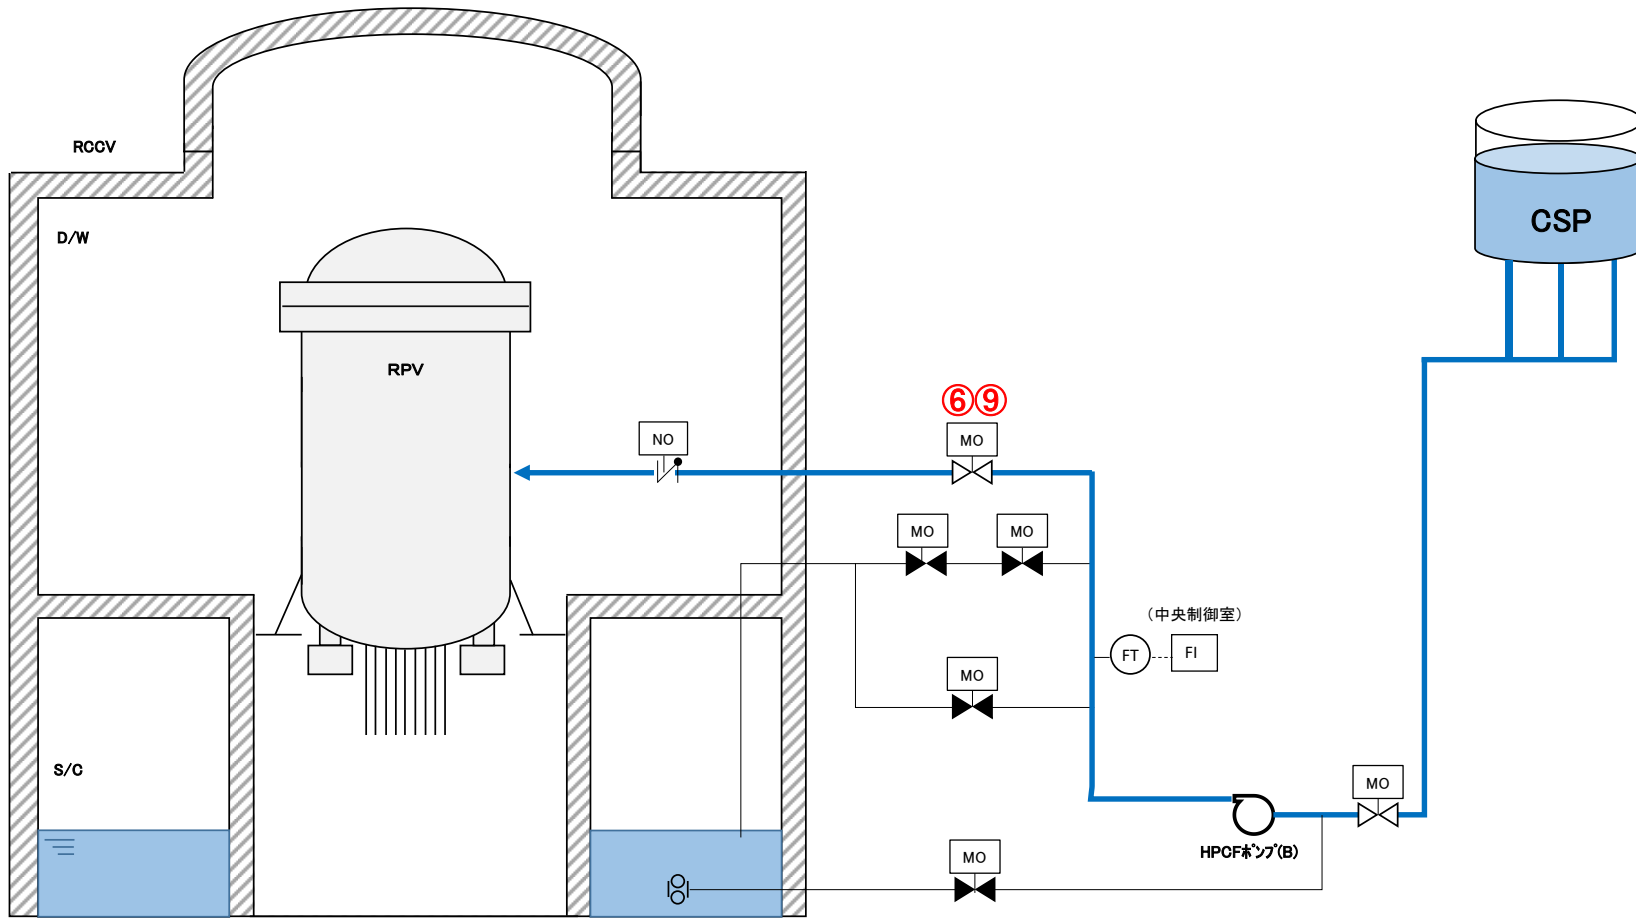 RCCV
D/W
CSP
RPV
⑥⑨
NO
MO
MO
MO
(中央制御室)
FT
FI
MO
S/C
MO
HPCFポンプ(B)
MO